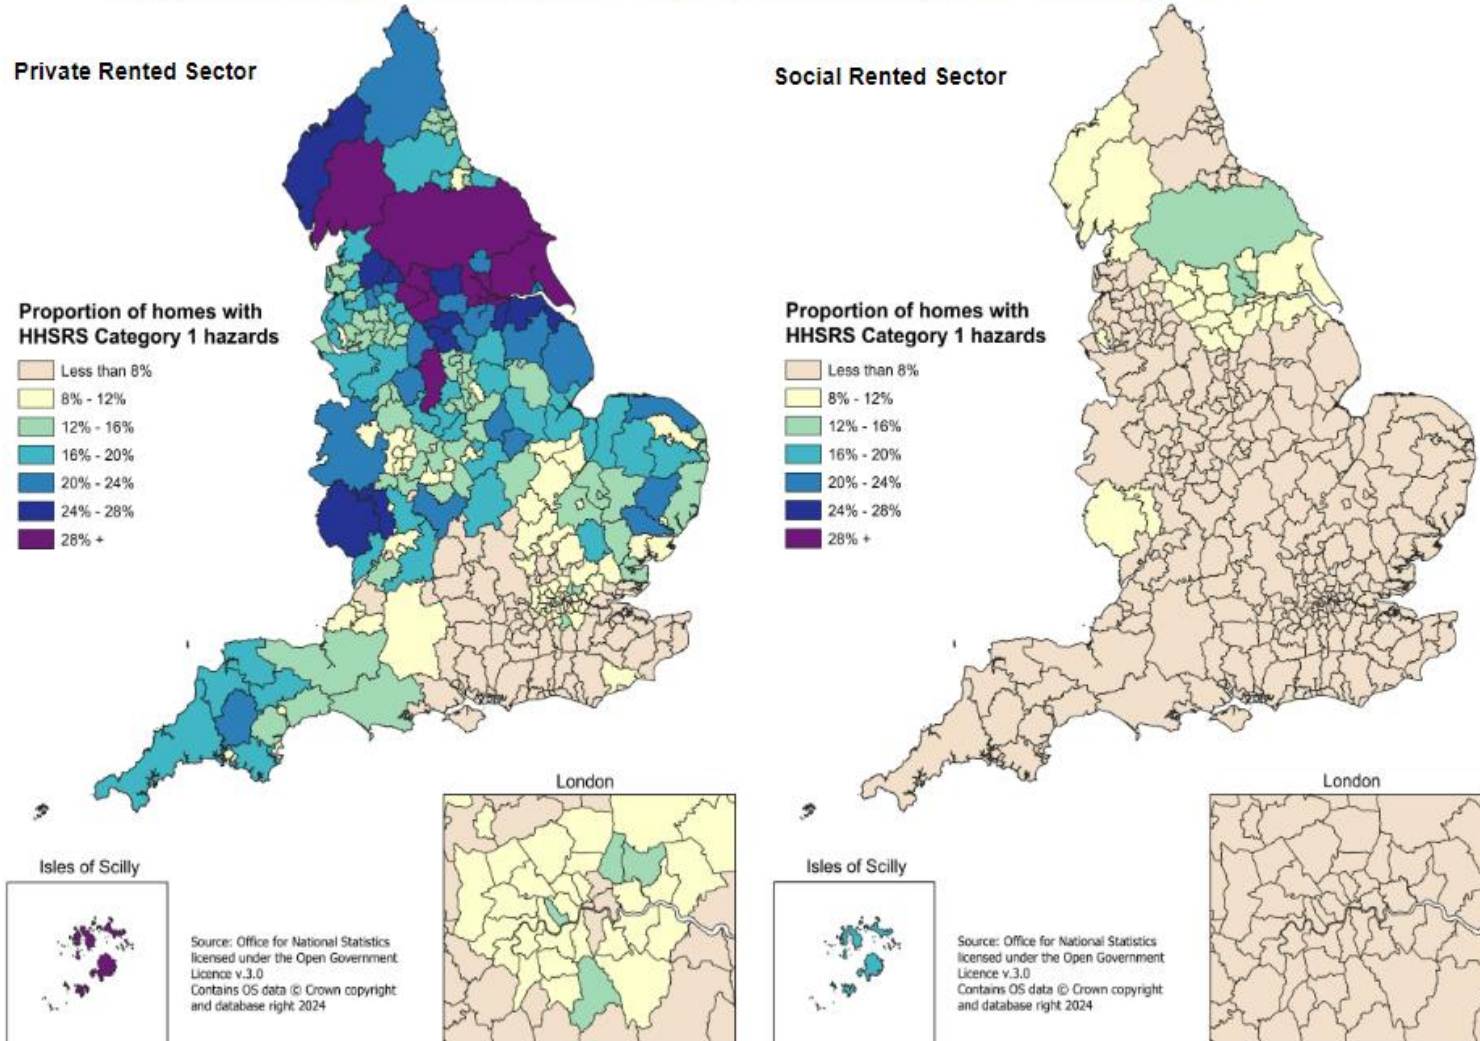 Private Rented Sector
Proportion of homes with
HHSRS Category 1 hazards
Less than 8%
8% - 12%
12% - 16%
16% - 20%
20% - 24%
24% - 28%
28% +
London
Isles of Scilly
Source: Office for National Statistics
licensed under the Open Government
Licence v.3.0
Contains OS data © Crown copyright
and database right 2024
Social Rented Sector
Proportion of homes with
HHSRS Category 1 hazards
Less than 8%
8% - 12%
12% - 16%
16% - 20%
20% - 24%
24% - 28%
28% +
London
Isles of Scilly
Source: Office for National Statistics
licensed under the Open Government
Licence v.3.0
Contains OS data © Crown copyright
and database right 2024